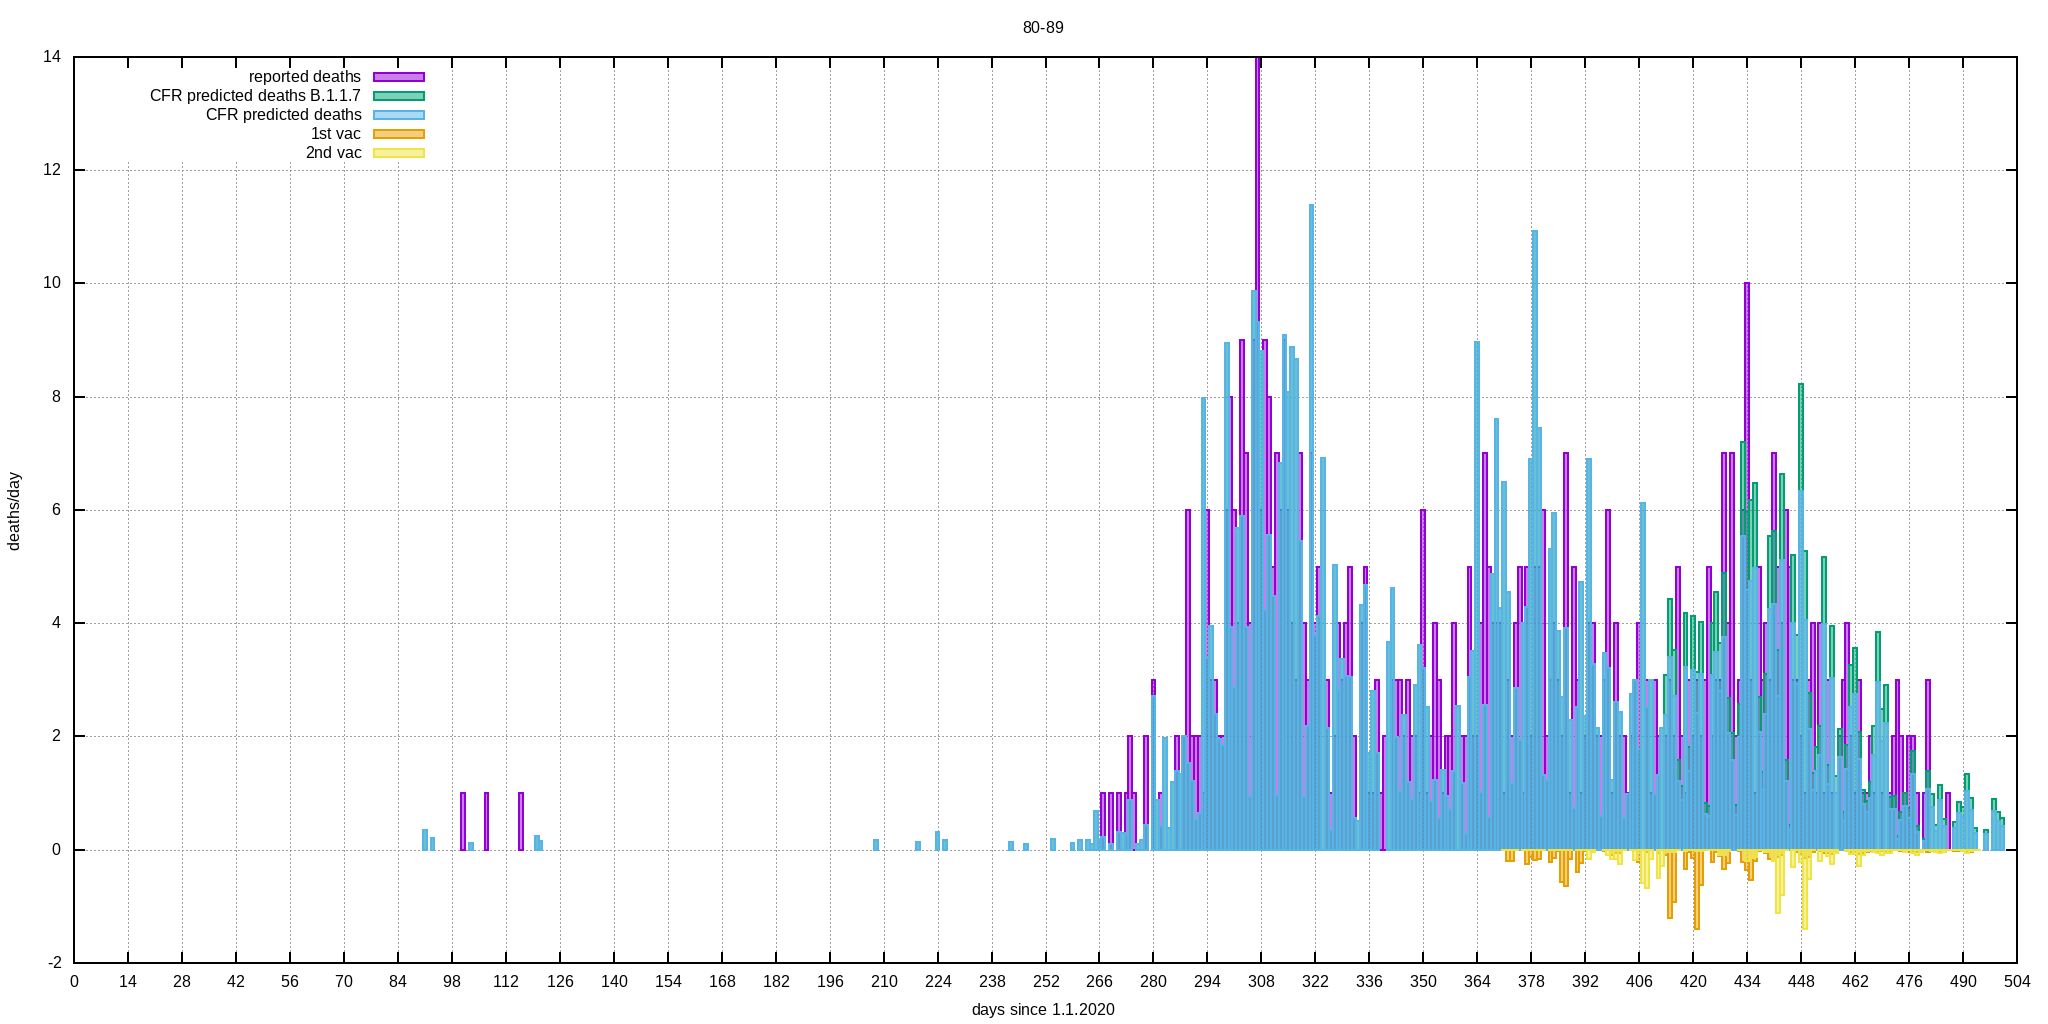 80-89
reported deaths
CFR predicted deaths B.1.1.7
CFR predicted deaths
1st vac
2nd vac
14
12
10
8
6
4
2
0
-2
deaths/day
0 14 28 42 56 70 84 98 112 126 140 154 168 182 196 210 224 238 252 266 280 294 308 322 336 350 364 378 392 406 420 434 448 462 476 490 504
days since 1.1.2020